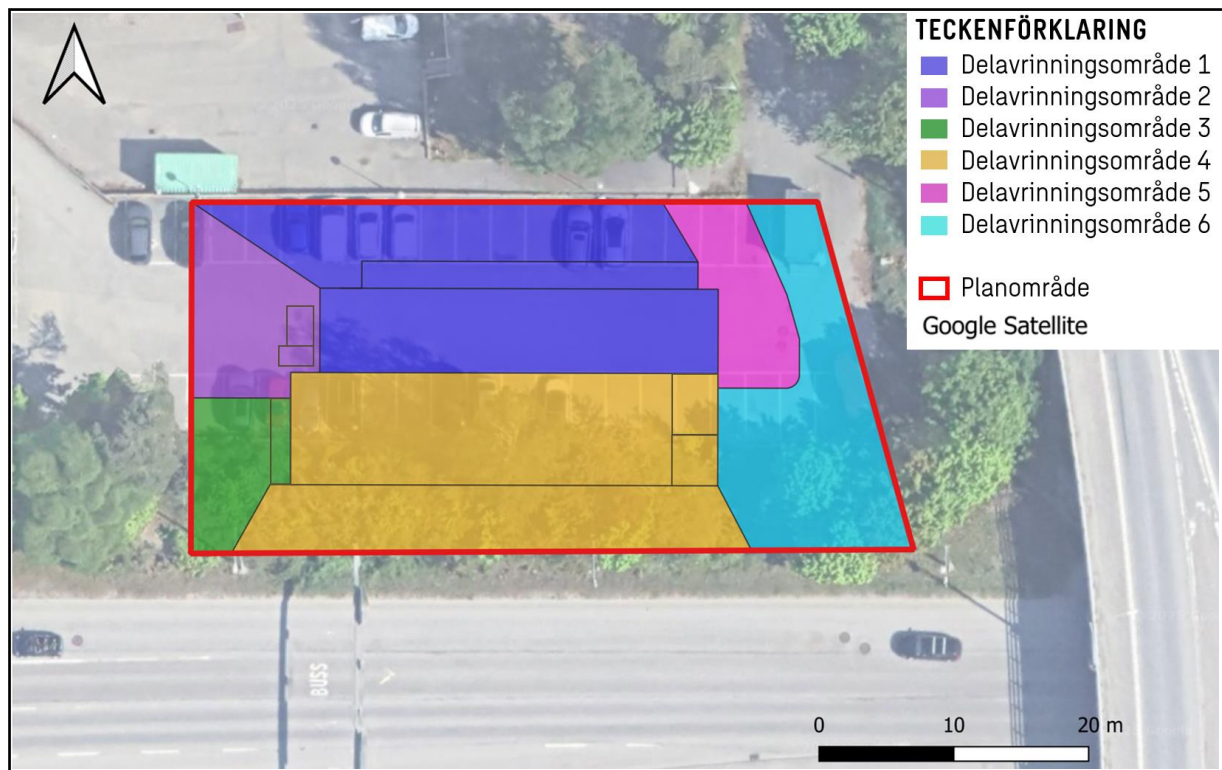 TECKENFÖRKLARING
Delavrinningsområde 1
Delavrinningsområde 2
Delavrinningsområde 3
Delavrinningsområde 4
Delavrinningsområde 5
Delavrinningsområde 6
Planområde
Google Satellite
BUSS
0 10 20 m